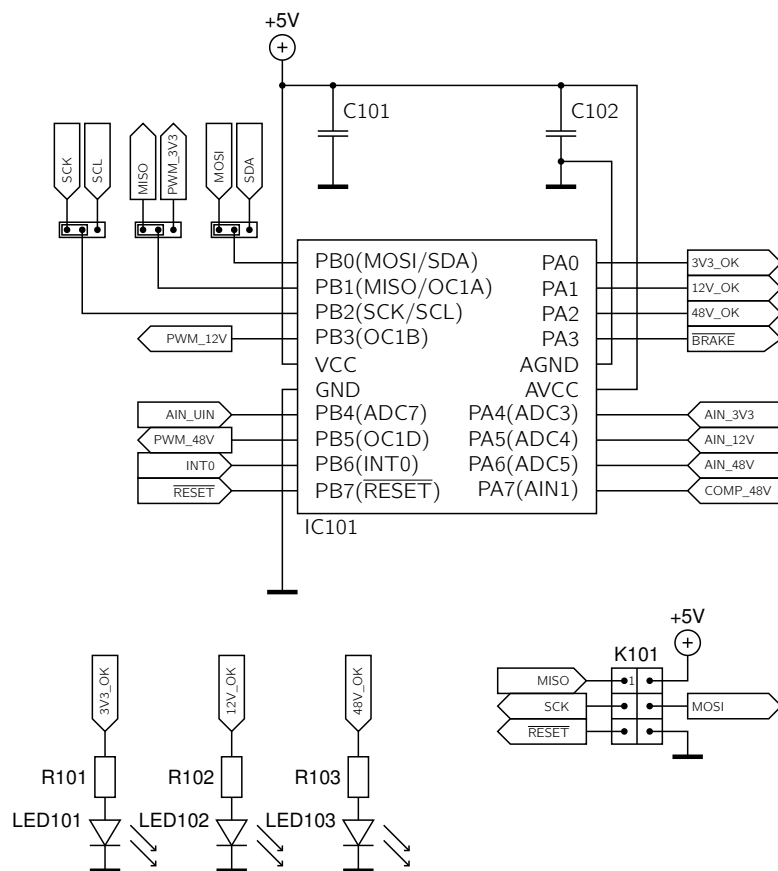 +5V
C101
C102
SCK
SCL
MISO
PWM_3V3
MOSI
SDA
PB0(MOSI/SDA)
PA0
3V3_OK
PB1(MISO/OC1A)
PA1
12V_OK
PB2(SCK/SCL)
PA2
48V_OK
PWM_12V
PB3(OC1B)
PA3
BRAKE
VCC
AGND
GND
AVCC
AIN_UIN
PB4(ADC7)
PA4(ADC3)
AIN_3V3
PWM_48V
PB5(OC1D)
PA5(ADC4)
AIN_12V
INT0
PB6(INT0)
PA6(ADC5)
AIN_48V
RESET
PB7(RESET)
PA7(AIN1)
COMP_48V
IC101
+5V
K101
MISO
1
SCK
MOSI
RESET
3V3_OK
12V_OK
48V_OK
R101
R102
R103
LED101
LED102
LED103